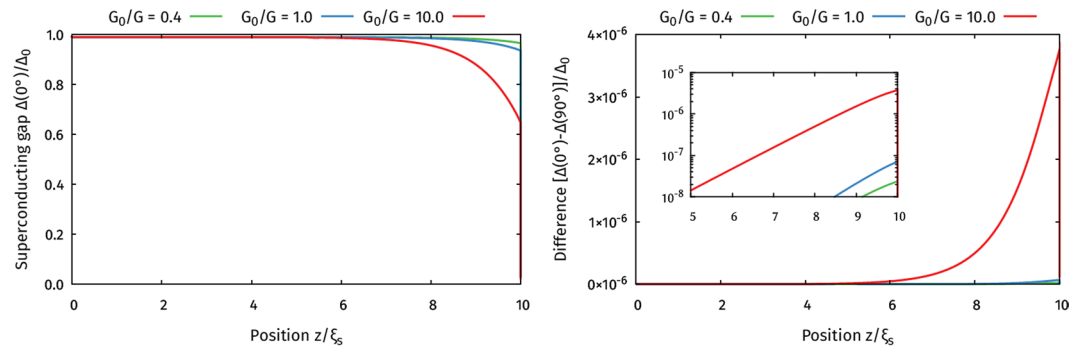 G₀/G = 0.4 G₀/G = 1.0 G₀/G = 10.0
Superconducting gap Δ(0°)/Δ₀
1.0
0.8
0.6
0.4
0.2
0.0
0 2 4 6 8 10
Position z/ξₛ
G₀/G = 0.4 G₀/G = 1.0 G₀/G = 10.0
Difference [Δ(0°)-Δ(90°)]/Δ₀
4×10⁻⁶
3×10⁻⁶
2×10⁻⁶
1×10⁻⁶
0×10⁻⁶
10⁻⁵
10⁻⁶
10⁻⁷
10⁻⁸
5 6 7 8 9 10
0 2 4 6 8 10
Position z/ξₛ